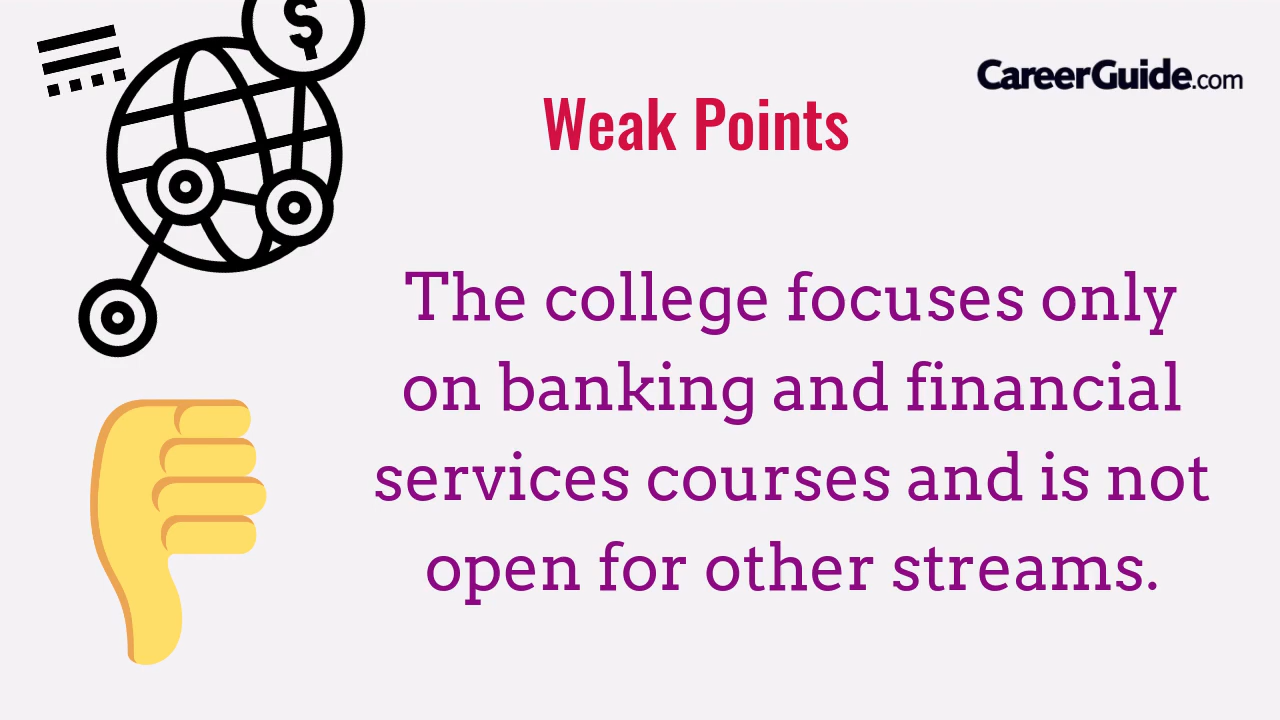 $
CareerGuide.com
Weak Points
The college focuses only
on banking and financial
services courses and is not
open for other streams.